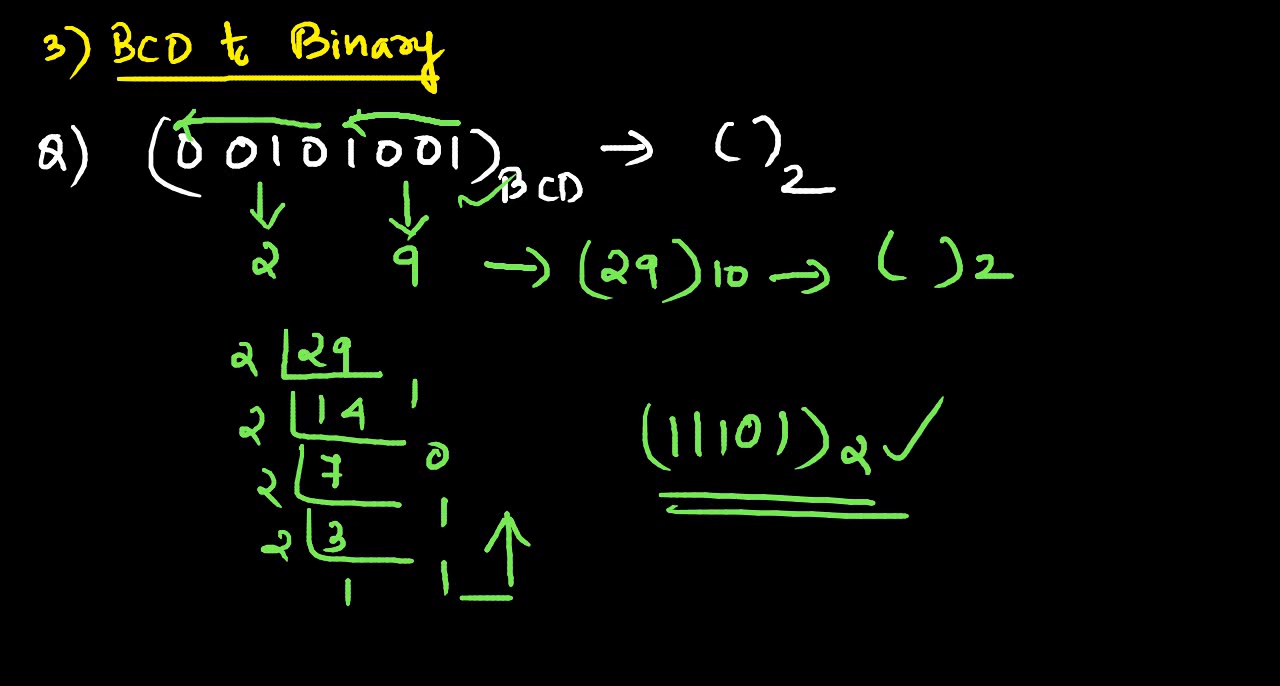 3) BCD to Binary
Q) (00101001)BCD → ( )2
2 9 → (29)10 → ( )2
2 29
2 14 1
2 7 0
2 3 1
1 1
(11101)2 ✓